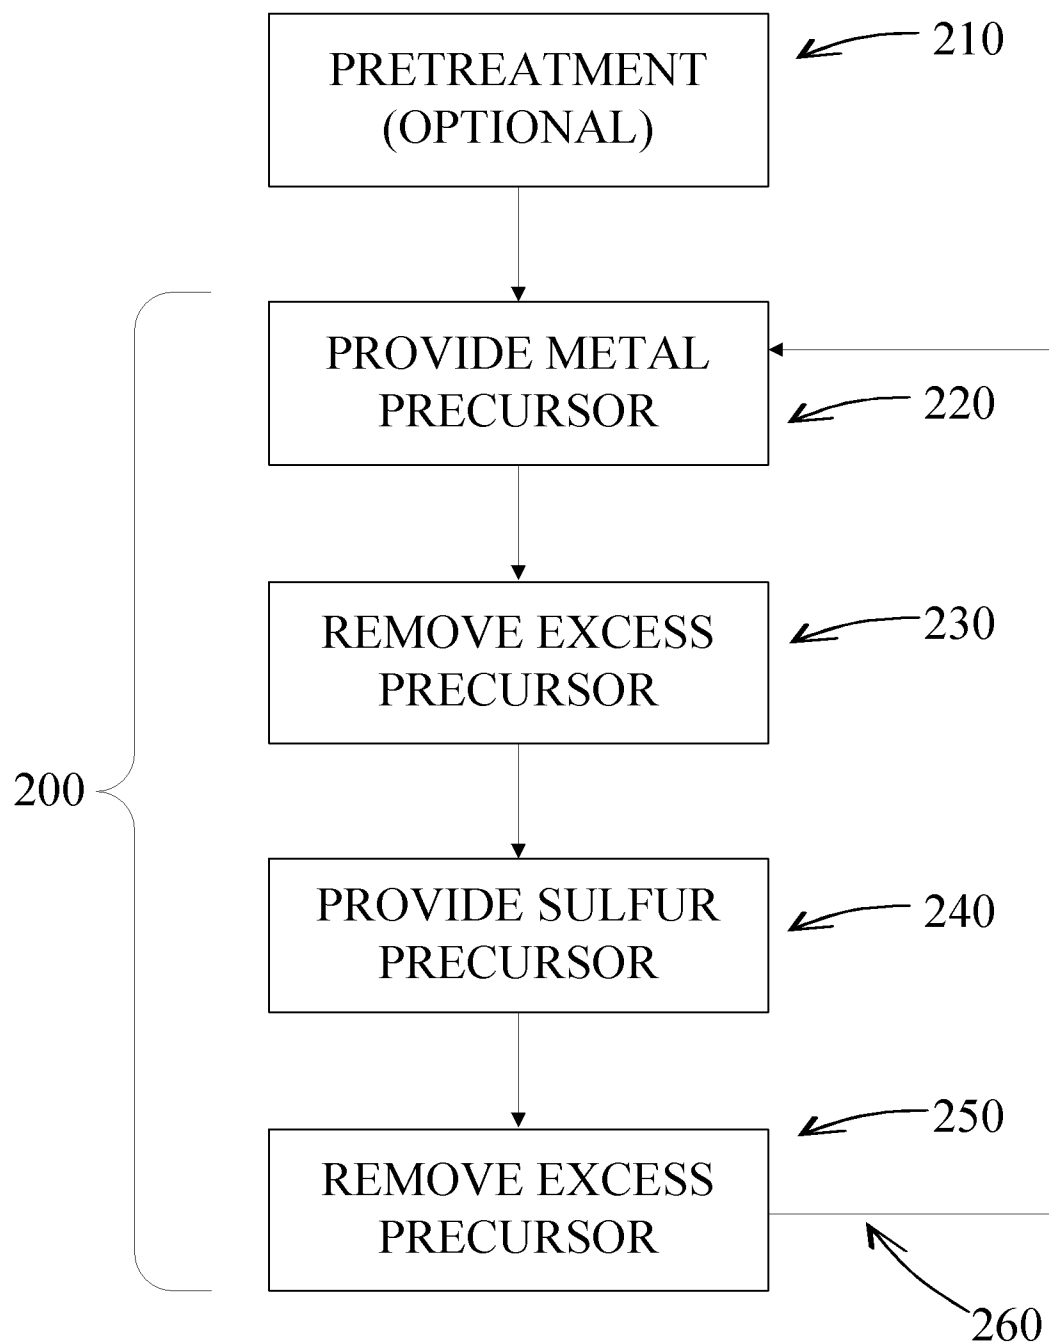 PRETREATMENT
(OPTIONAL)
210
PROVIDE METAL
PRECURSOR
220
REMOVE EXCESS
PRECURSOR
230
200
PROVIDE SULFUR
PRECURSOR
240
REMOVE EXCESS
PRECURSOR
250
260